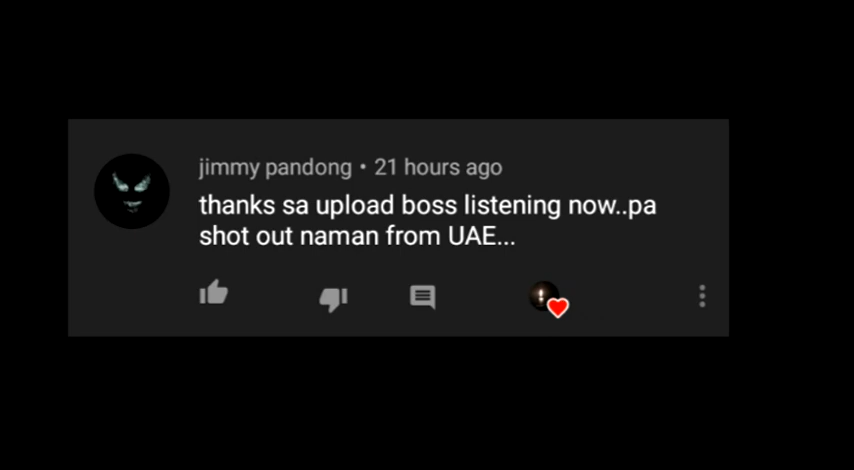 jimmy pandong • 21 hours ago
thanks sa upload boss listening now..pa
shot out naman from UAE...